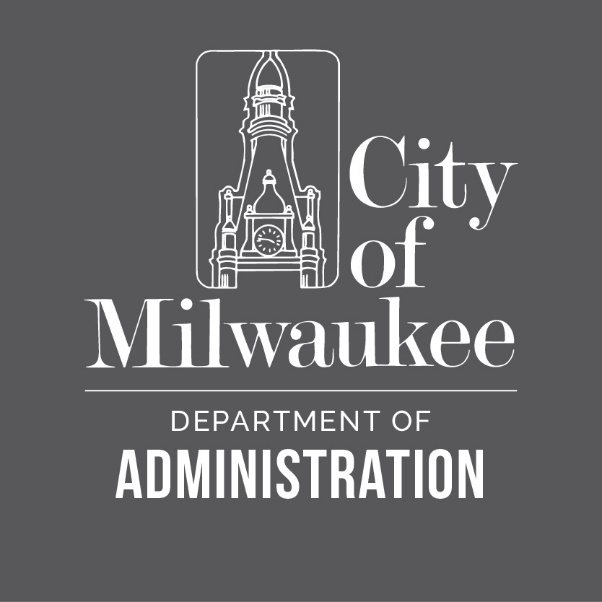 City
of
Milwaukee
DEPARTMENT OF
ADMINISTRATION